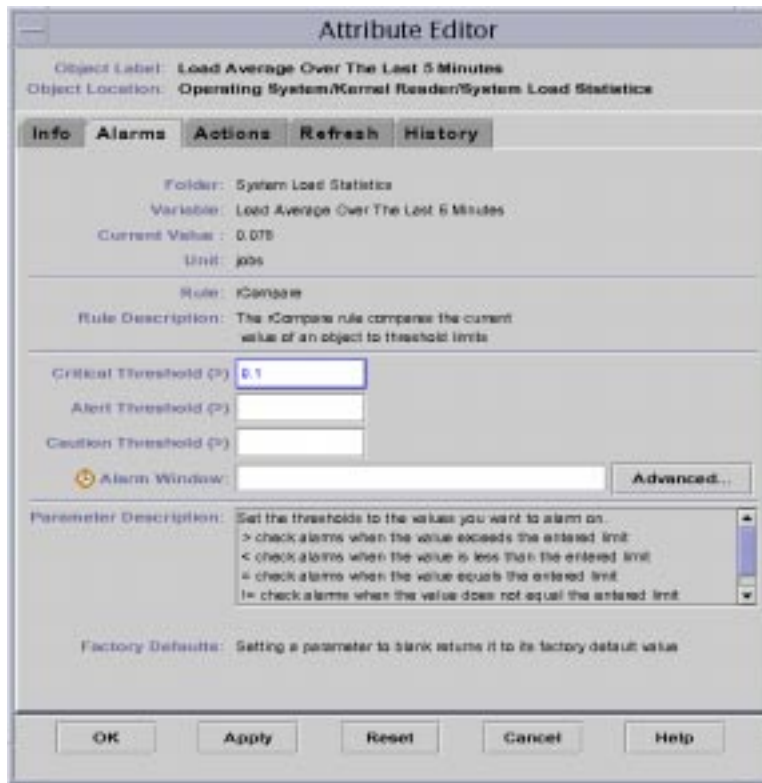 Attribute Editor
Object Label: Load Average Over The Last 5 Minutes
Object Location: Operating System/Kernel Reader/System Load Statistics
Info Alarms Actions Refresh History
Folder: System Load Statistics
Variable: Load Average Over The Last 5 Minutes
Current Value : 0.078
Unit: jobs
Rule: rCompare
Rule Description: The rCompare rule compares the current
value of an object to threshold limits
Critical Threshold (>) 0.1
Alert Threshold (>)
Caution Threshold (>)
Alarm Window: Advanced...
Parameter Description: Set the thresholds to the values you want to alarm on.
> check alarms when the value exceeds the entered limit
< check alarms when the value is less than the entered limit
= check alarms when the value equals the entered limit
!= check alarms when the value does not equal the entered limit
Factory Defaults: Setting a parameter to blank returns it to its factory default value
OK Apply Reset Cancel Help